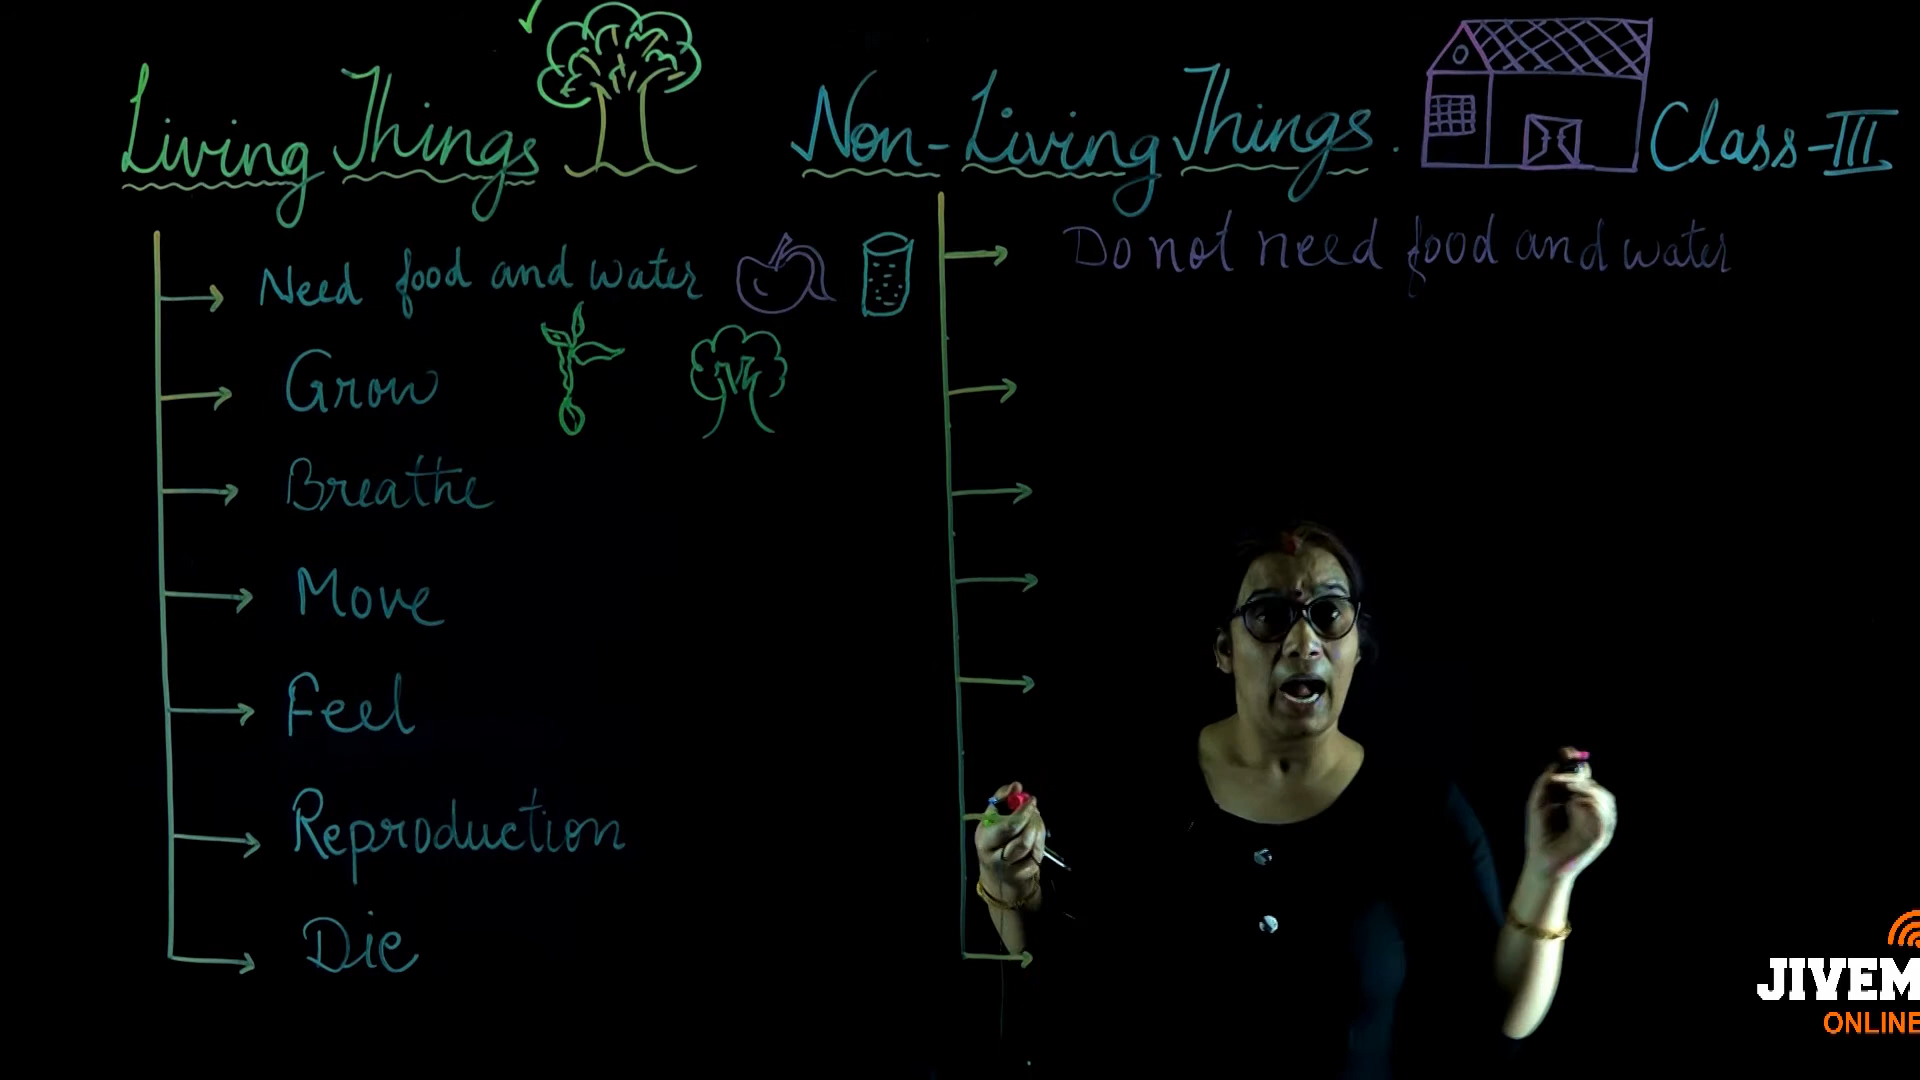 Living Things
Non-Living Things.
Class-III
Need food and water
Grow
Breathe
Move
Feel
Reproduction
Die
Do not need food and water
JIVEM
ONLINE